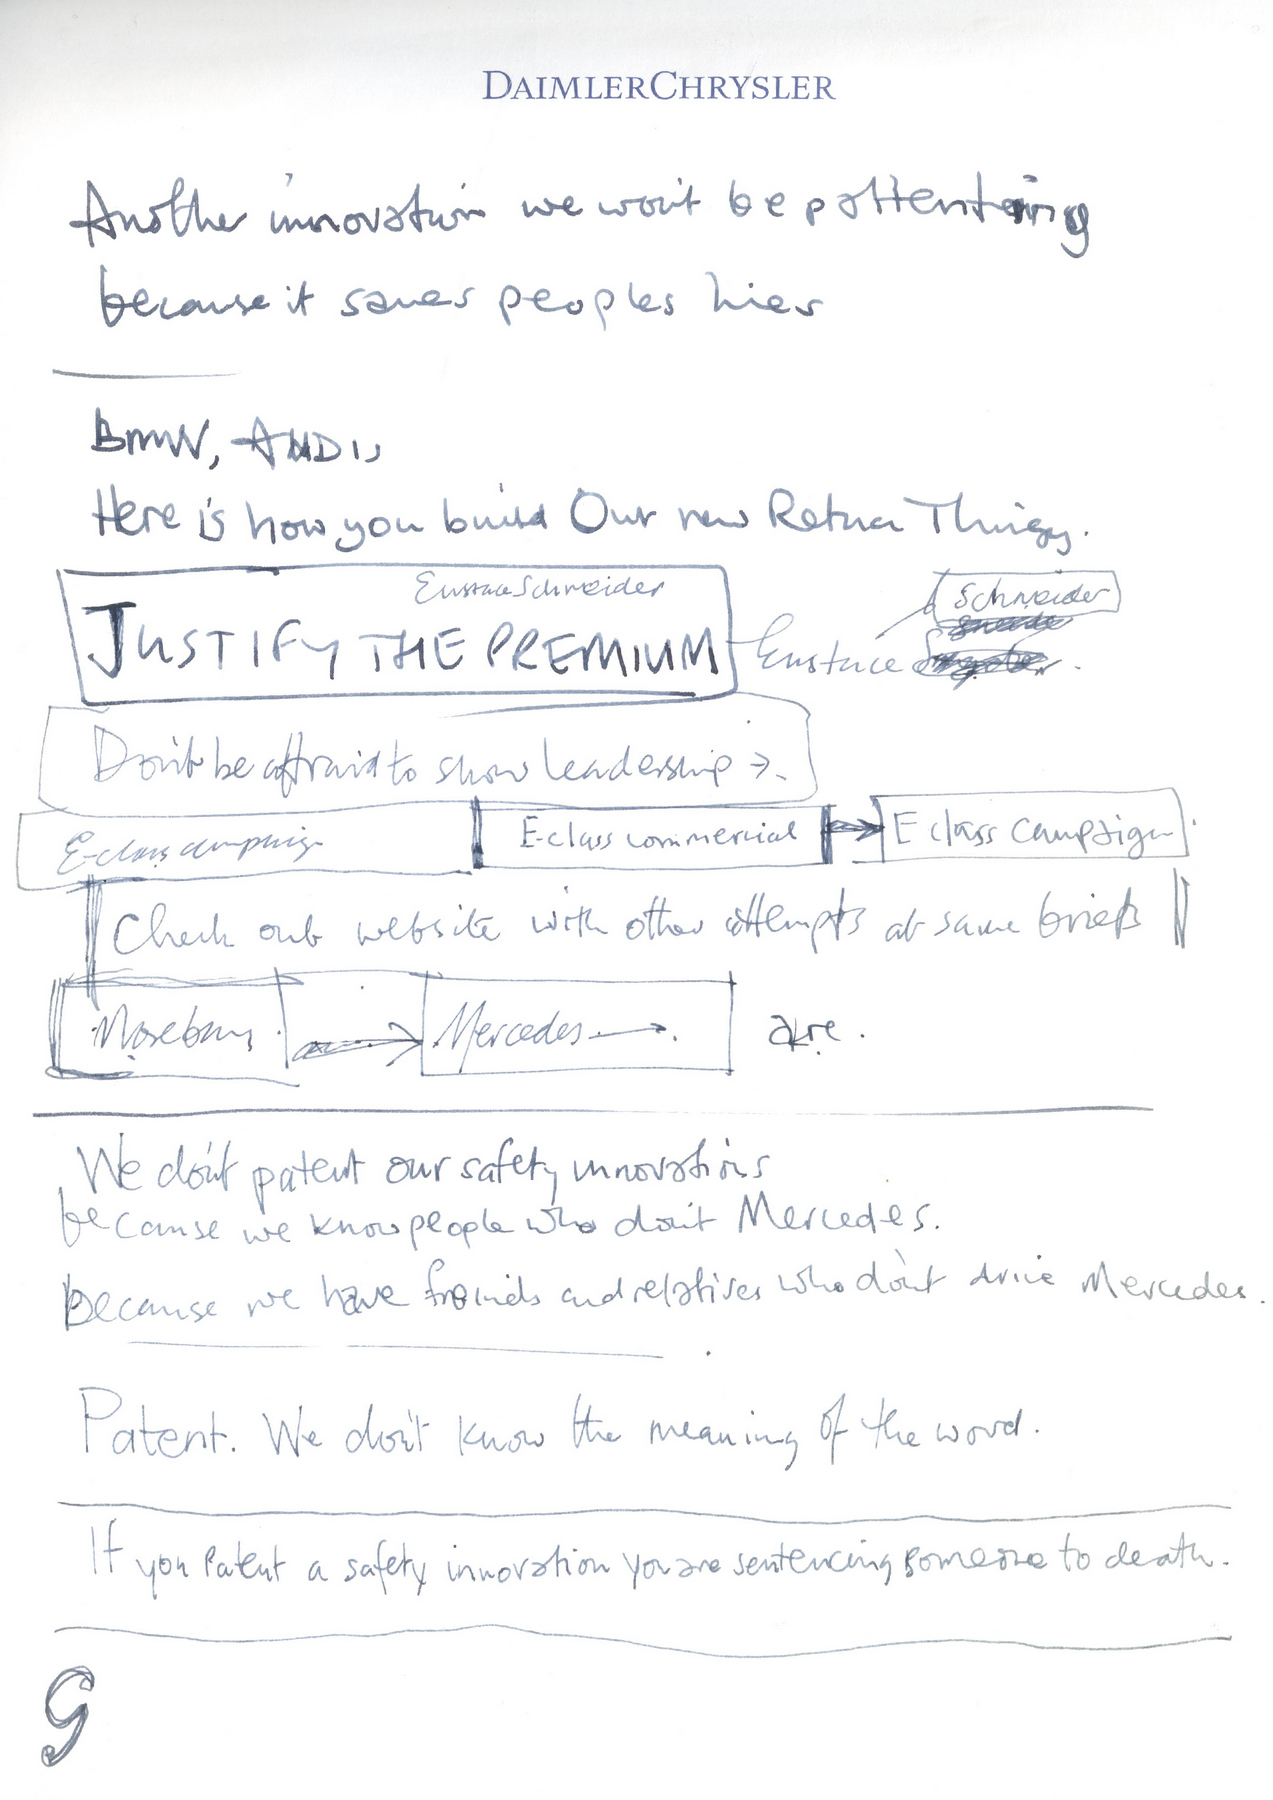 DAIMLERCHRYSLER
Another innovation we won't be pattenting
because it saves peoples lives
BMW, AUDI,
Here is how you build Our new Thingy.
Eustace Schneider
JUSTIFY THE PREMIUM
Schneider
Eustace
Don't be affraid to show leadership →
E-class campaign
E-class commercial
E class campaign
Check out website with other attempts at same briefs
Mercedes
We don't patent our safety innovations
because we know people who don't Mercedes.
because we have freinds and relatives who don't drive Mercedes.
Patent. We don't know the meaning of the word.
If you Patent a safety innovation you are sentencing someone to death.
G